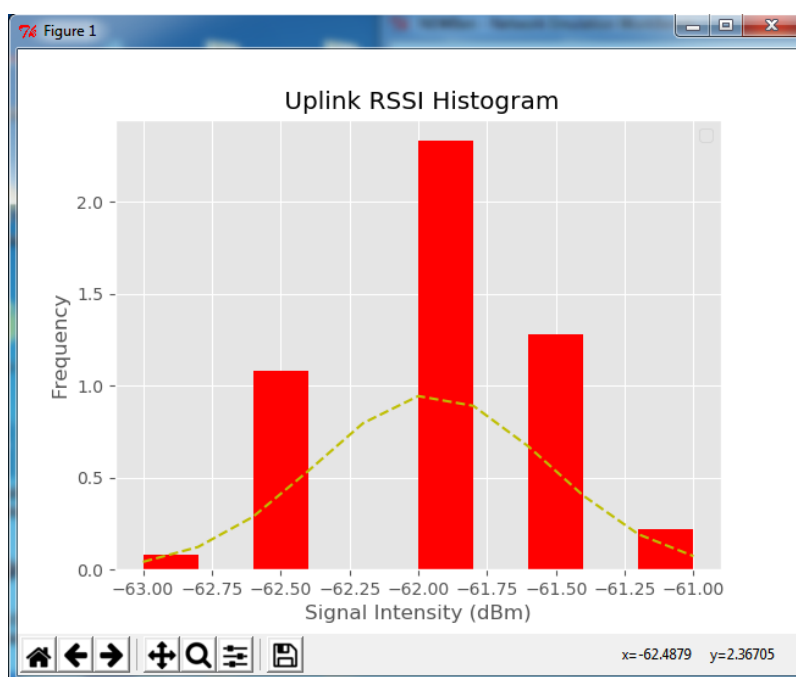 Figure 1
Uplink RSSI Histogram
2.0
1.5
1.0
0.5
0.0
Frequency
−63.00 −62.75 −62.50 −62.25 −62.00 −61.75 −61.50 −61.25 −61.00
Signal Intensity (dBm)
x=-62.4879 y=2.36705